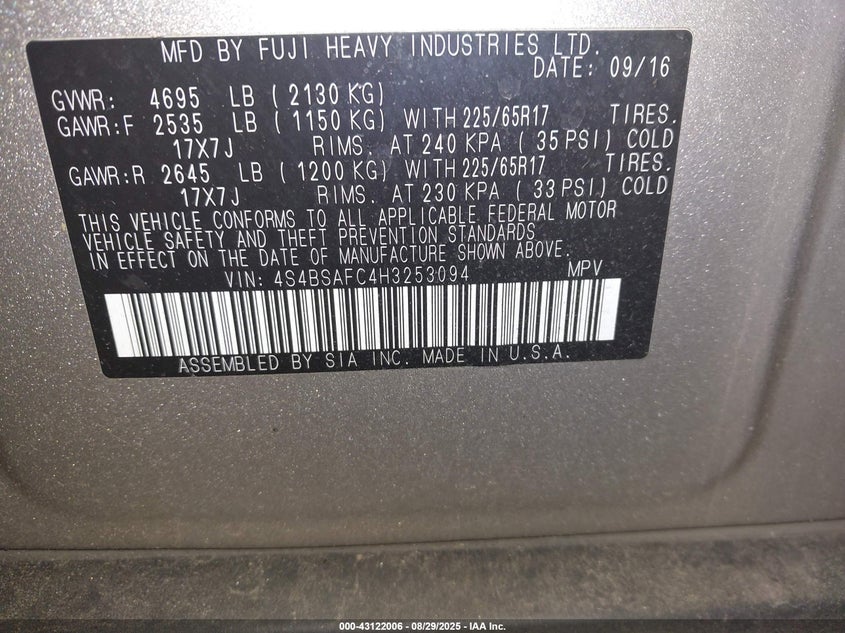 MFD BY FUJI HEAVY INDUSTRIES LTD.
DATE: 09/16
GVWR: 4695 LB ( 2130 KG)
GAWR:F 2535 LB ( 1150 KG) WITH 225/65R17 TIRES.
17X7J RIMS. AT 240 KPA ( 35 PSI) COLD
GAWR:R 2645 LB ( 1200 KG) WITH 225/65R17 TIRES.
17X7J RIMS. AT 230 KPA ( 33 PSI) COLD
THIS VEHICLE CONFORMS TO ALL APPLICABLE FEDERAL MOTOR
VEHICLE SAFETY AND THEFT PREVENTION STANDARDS
IN EFFECT ON THE DATE OF MANUFACTURE SHOWN ABOVE.
VIN: 4S4BSAFC4H3253094 MPV
ASSEMBLED BY SIA INC. MADE IN U.S.A.
000-43122006 - 08/29/2025 - IAA Inc.